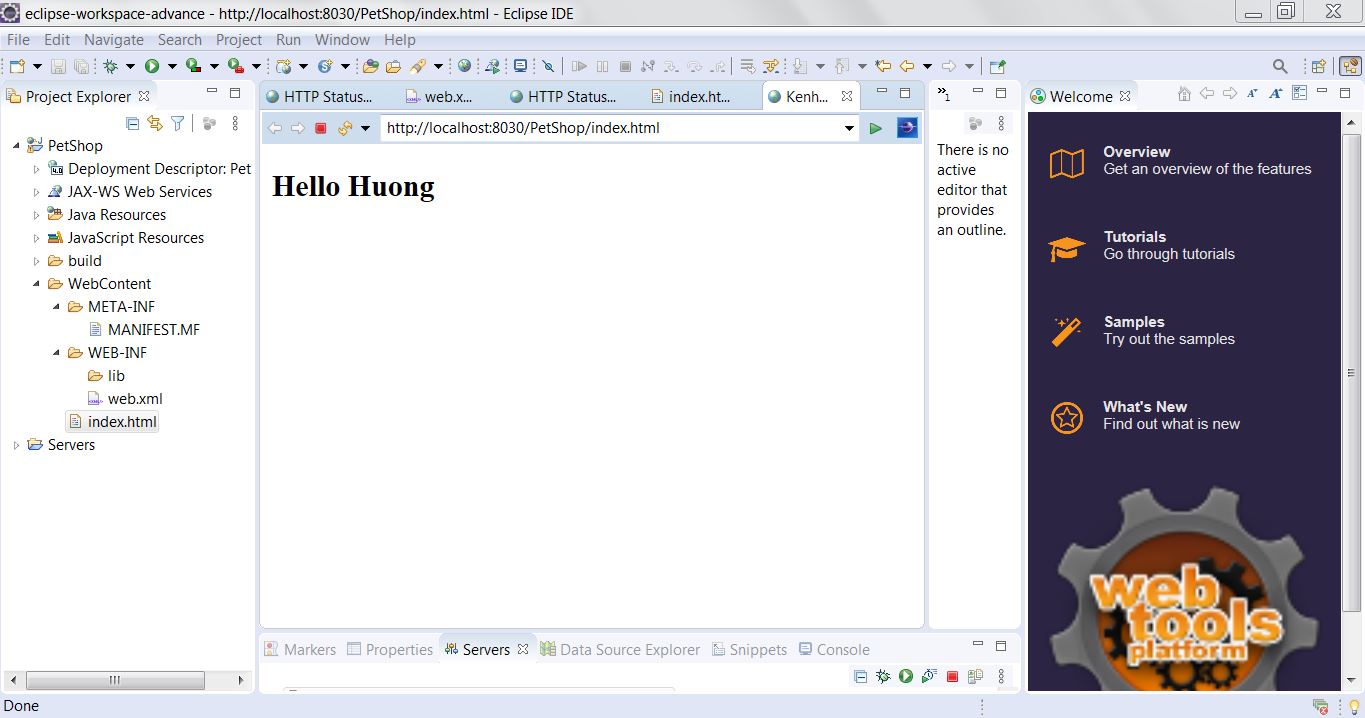 eclipse-workspace-advance - http://localhost:8030/PetShop/index.html - Eclipse IDE
File Edit Navigate Search Project Run Window Help
Project Explorer
PetShop
Deployment Descriptor: Pet
JAX-WS Web Services
Java Resources
JavaScript Resources
build
WebContent
META-INF
MANIFEST.MF
WEB-INF
lib
web.xml
index.html
Servers
HTTP Status... web.x... HTTP Status... index.ht... Kenh...
http://localhost:8030/PetShop/index.html
Hello Huong
»1
There is no
active
editor that
provides
an outline.
Welcome
Overview
Get an overview of the features
Tutorials
Go through tutorials
Samples
Try out the samples
What's New
Find out what is new
web
tools
platform
Markers Properties Servers Data Source Explorer Snippets Console
Done